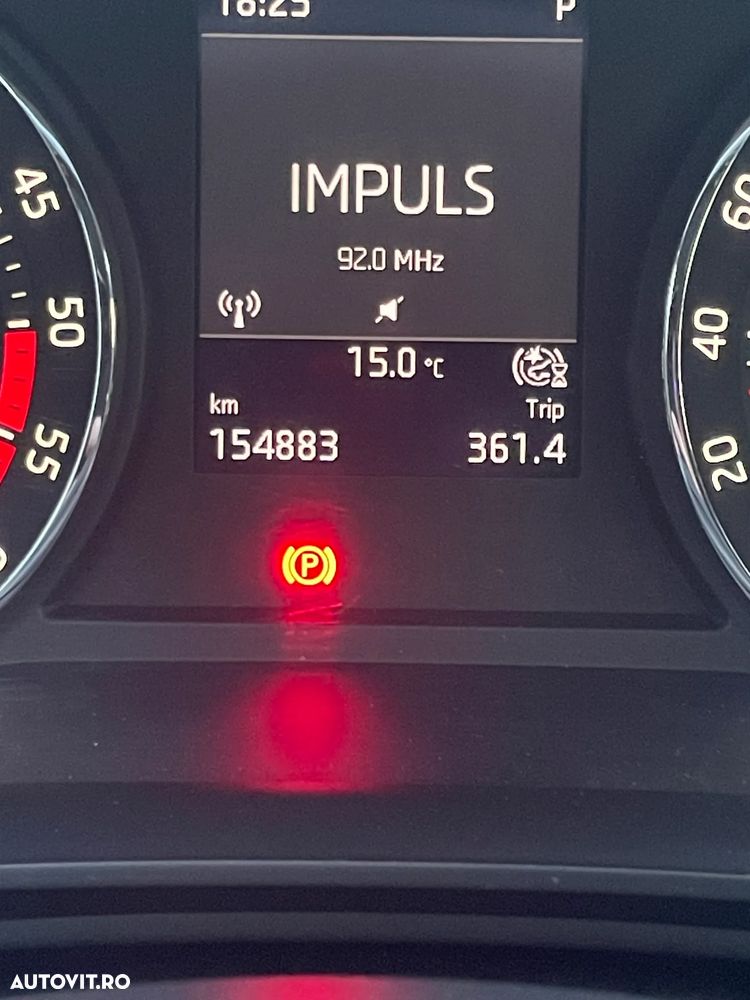 16:25 P
IMPULS
92.0 MHz
15.0 °C
km Trip
154883 361.4
45
50
55
60
40
20
P
AUTOVIT.RO